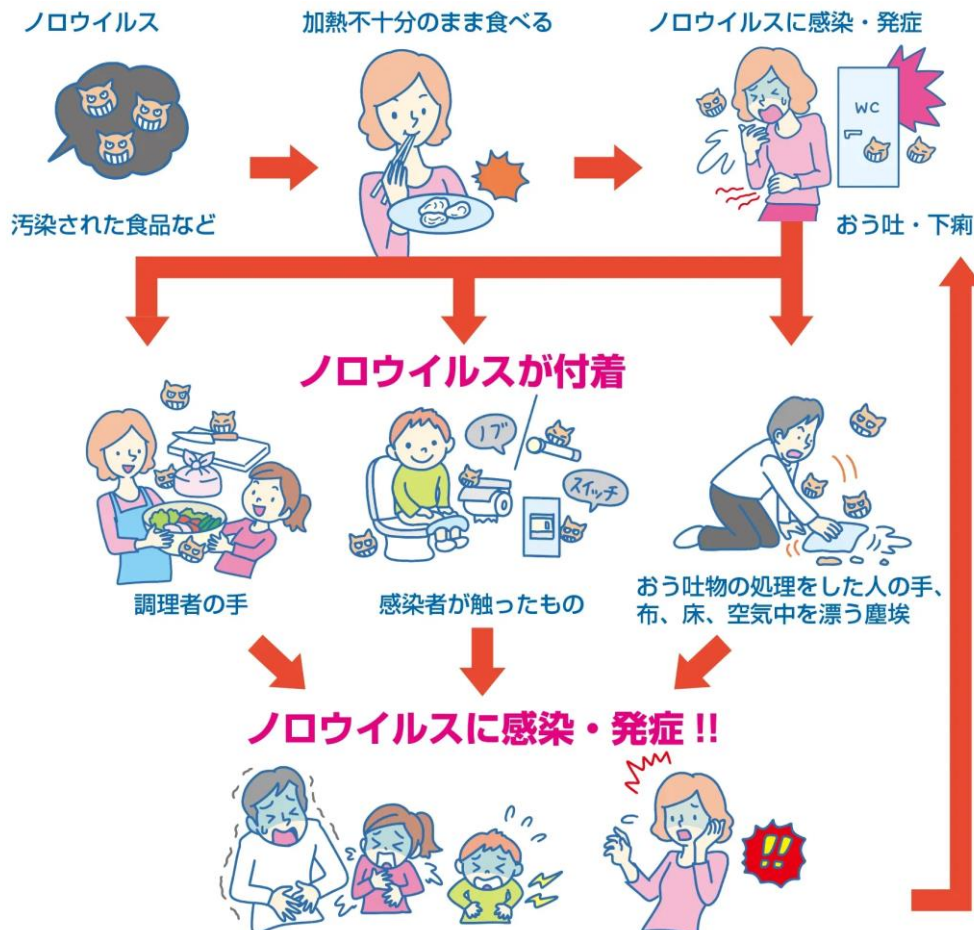 ノロウイルス
加熱不十分のまま食べる
ノロウイルスに感染・発症
WC
汚染された食品など
おう吐・下痢
ノロウイルスが付着
ノブ
スイッチ
調理者の手
感染者が触ったもの
おう吐物の処理をした人の手、
布、床、空気中を漂う塵埃
ノロウイルスに感染・発症!!
!!